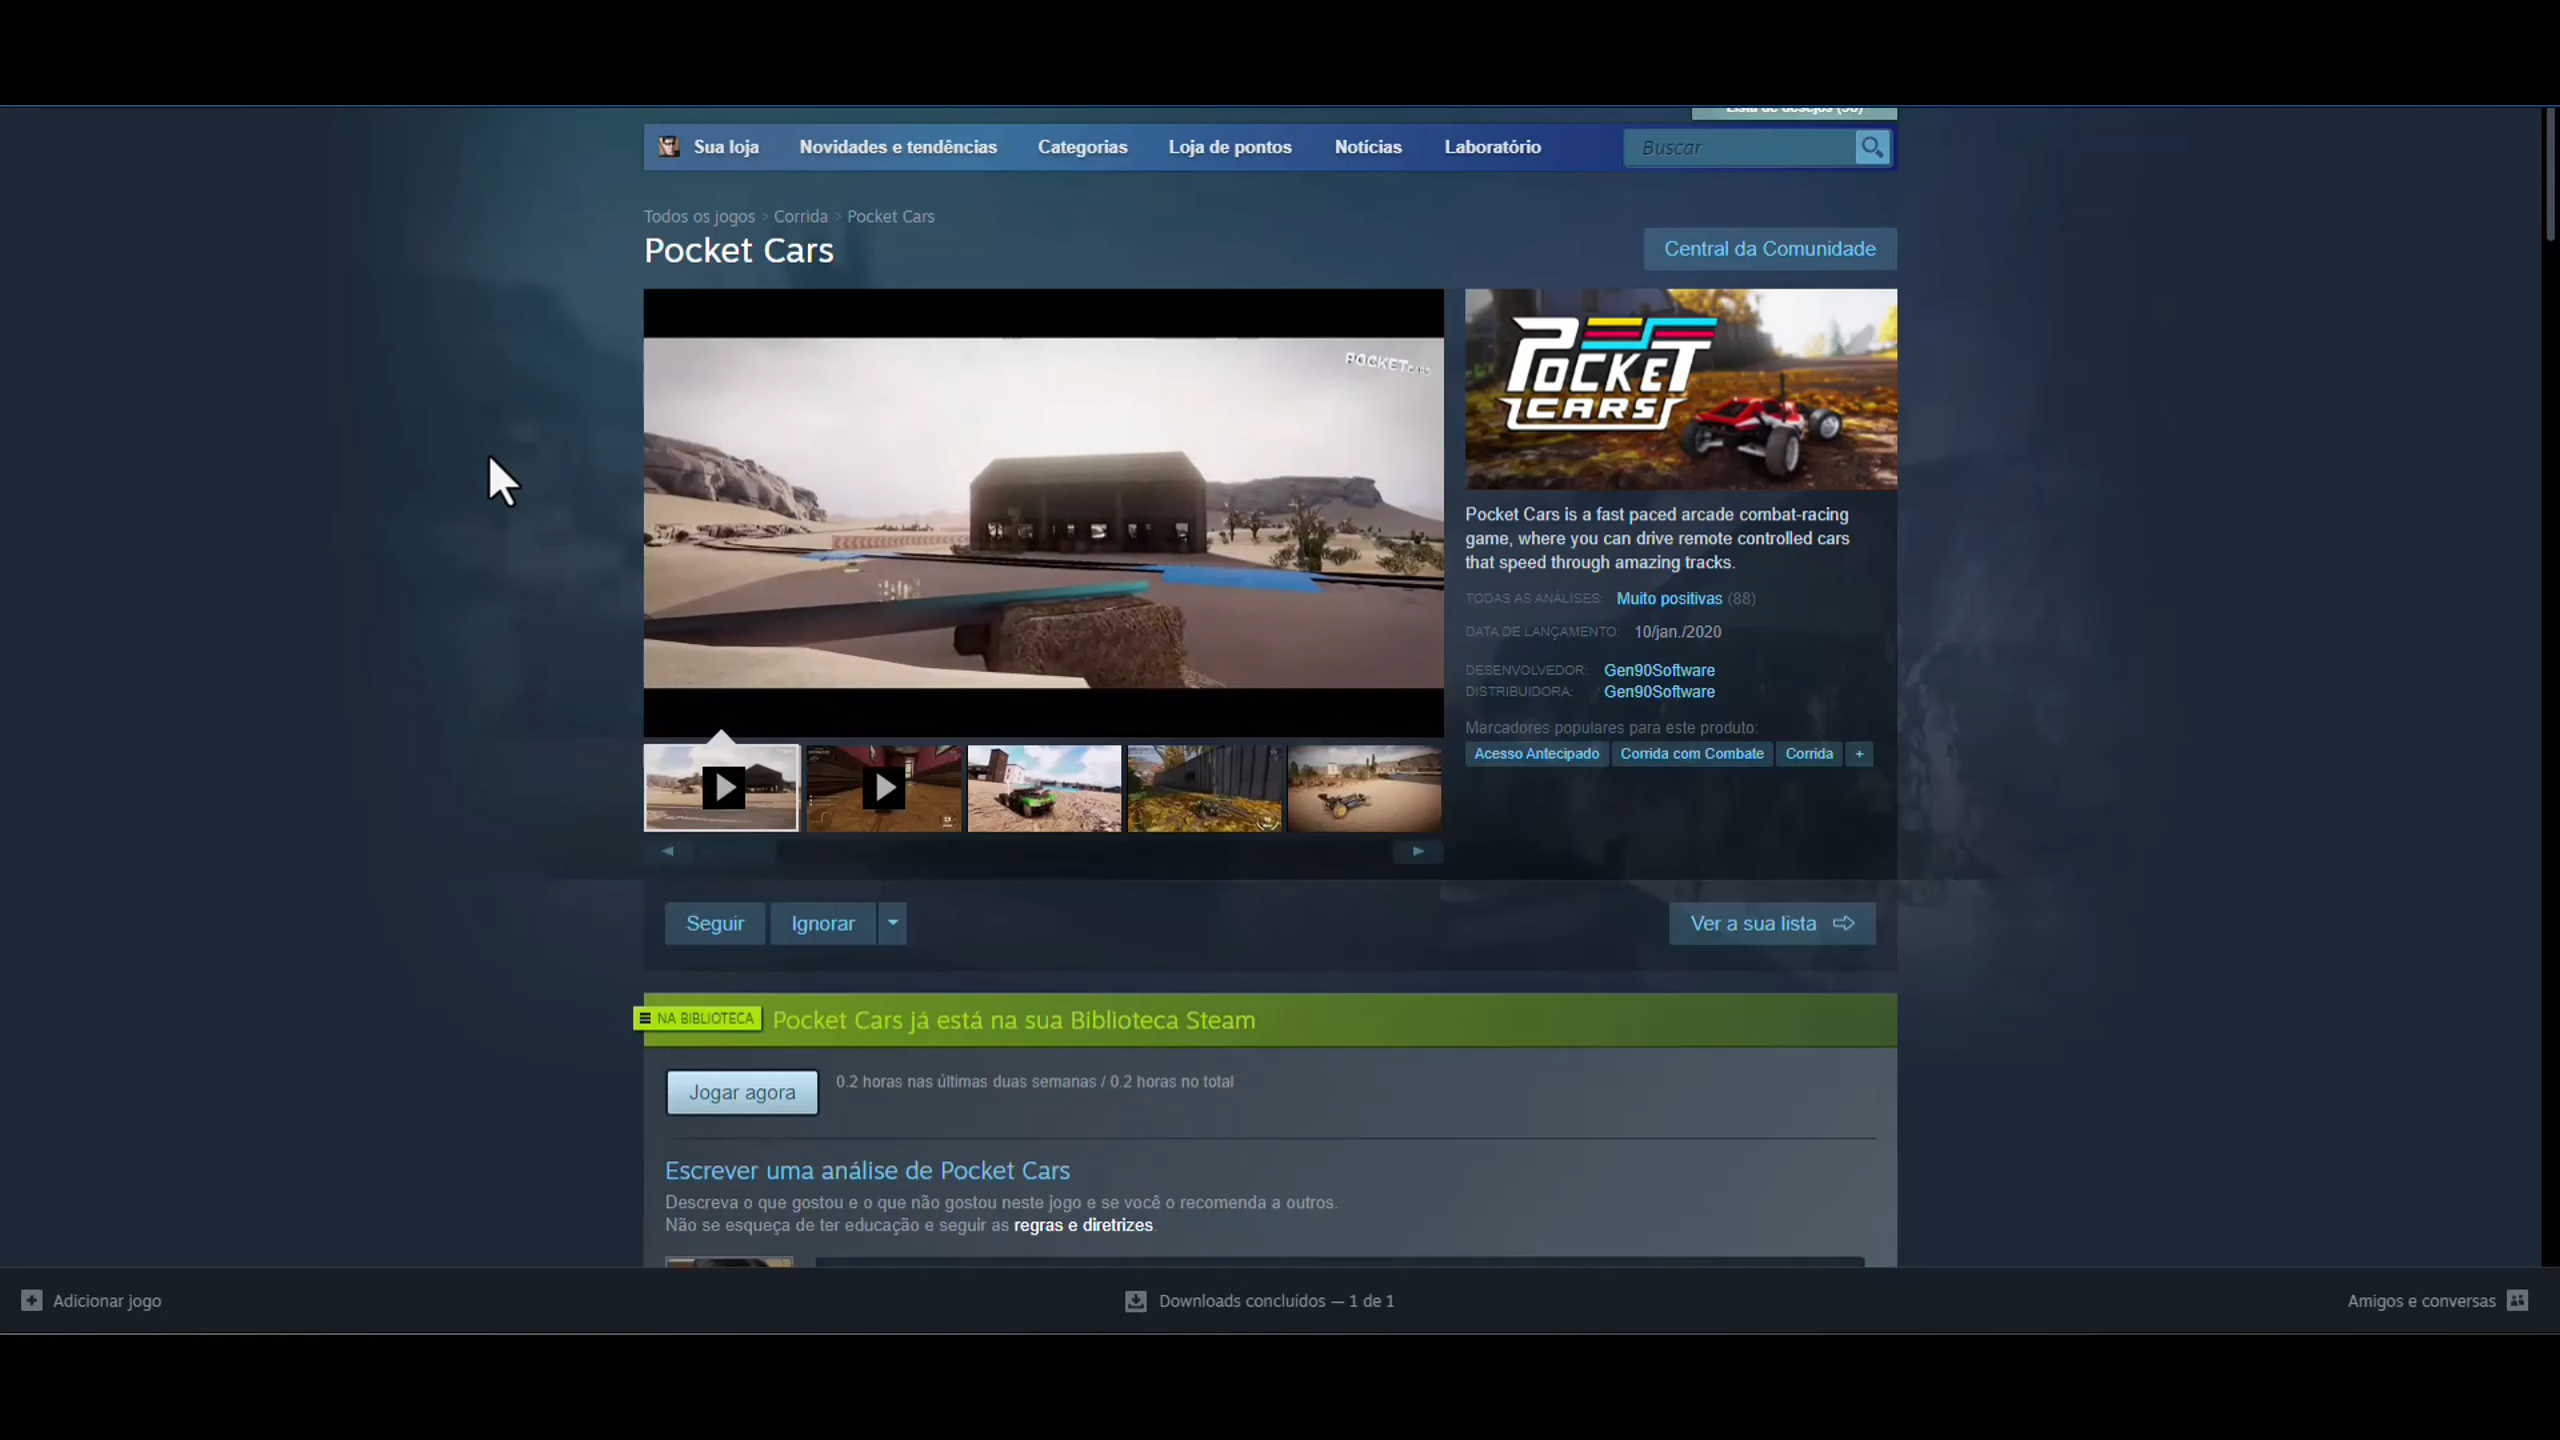 Lista de desejos (58)
Sua loja
Novidades e tendências
Categorias
Loja de pontos
Notícias
Laboratório
Buscar
Todos os jogos > Corrida > Pocket Cars
Pocket Cars
Central da Comunidade
POCKET
POCKET
CARS
Pocket Cars is a fast paced arcade combat-racing
game, where you can drive remote controlled cars
that speed through amazing tracks.
TODAS AS ANÁLISES: Muito positivas (88)
DATA DE LANÇAMENTO: 10/jan./2020
DESENVOLVEDOR: Gen90Software
DISTRIBUIDORA: Gen90Software
Marcadores populares para este produto:
Acesso Antecipado
Corrida com Combate
Corrida
+
Seguir
Ignorar
Ver a sua lista
NA BIBLIOTECA
Pocket Cars já está na sua Biblioteca Steam
Jogar agora
0.2 horas nas últimas duas semanas / 0.2 horas no total
Escrever uma análise de Pocket Cars
Descreva o que gostou e o que não gostou neste jogo e se você o recomenda a outros.
Não se esqueça de ter educação e seguir as regras e diretrizes.
Adicionar jogo
Downloads concluídos — 1 de 1
Amigos e conversas